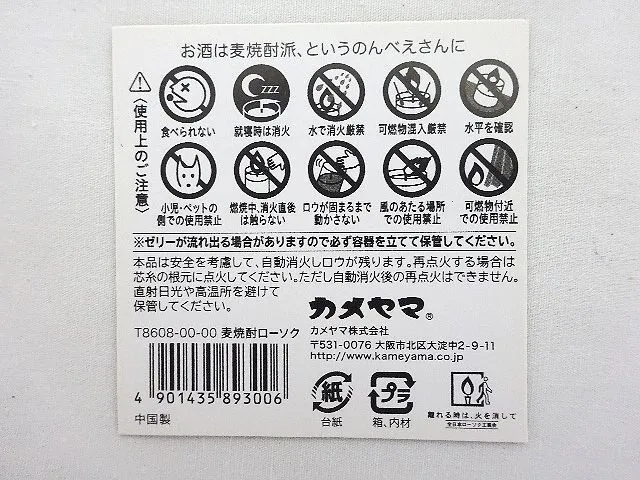 お酒は麦焼酎派、というのんべえさんに
〈使用上のご注意〉
食べられない
zzz
就寝時は消火
水で消火厳禁
可燃物混入厳禁
水平を確認
小児・ペットの
側での使用禁止
燃焼中、消火直後
は触らない
ロウが固まるまで
動かさない
風のあたる場所
での使用禁止
可燃物付近
での使用禁止
※ゼリーが流れ出る場合がありますので必ず容器を立てて保管してください。
本品は安全を考慮して、自動消火しロウが残ります。再点火する場合は
芯糸の根元に点火してください。ただし自動消火後の再点火はできません。
直射日光や高温所を避けて
保管してください。
カメヤマ®
T8608-00-00 麦焼酎ローソク
カメヤマ株式会社
〒531-0076 大阪市北区大淀中2-9-11
http://www.kameyama.co.jp
4 901435 893006
中国製
紙
台紙
プラ
箱、内材
離れる時は、火を消して
全日本ローソク工業会